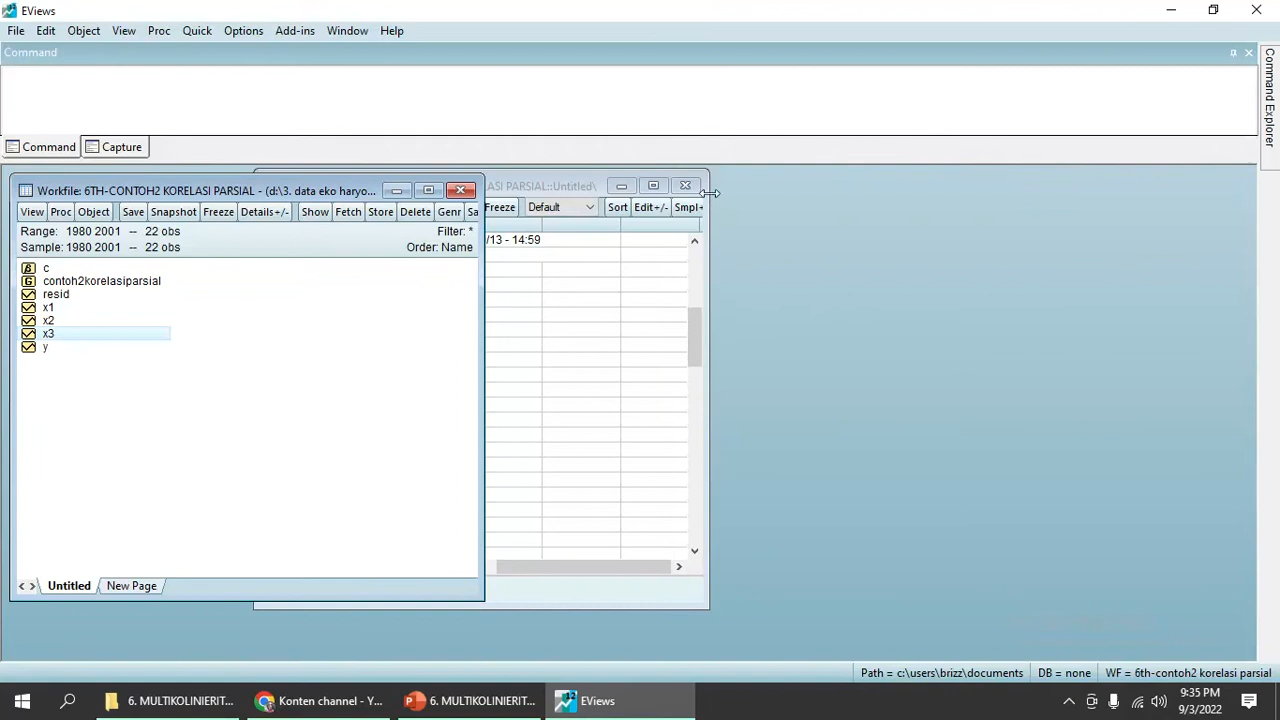 EViews
File Edit Object View Proc Quick Options Add-ins Window Help
Command
Command Explorer
Command Capture
Workfile: 6TH-CONTOH2 KORELASI PARSIAL - (d:\3. data eko haryo...
ASI PARSIAL::Untitled\
View Proc Object Save Snapshot Freeze Details+/- Show Fetch Store Delete Genr Sa
Freeze Default Sort Edit+/- Smpl+
Range: 1980 2001 -- 22 obs Filter: *
Sample: 1980 2001 -- 22 obs Order: Name
/13 - 14:59
c
contoh2korelasiparsial
resid
x1
x2
x3
y
Untitled New Page
Path = c:\users\brizz\documents DB = none WF = 6th-contoh2 korelasi parsial
6. MULTIKOLINIERIT... Konten channel - Y... 6. MULTIKOLINIERIT... EViews
9:35 PM
9/3/2022